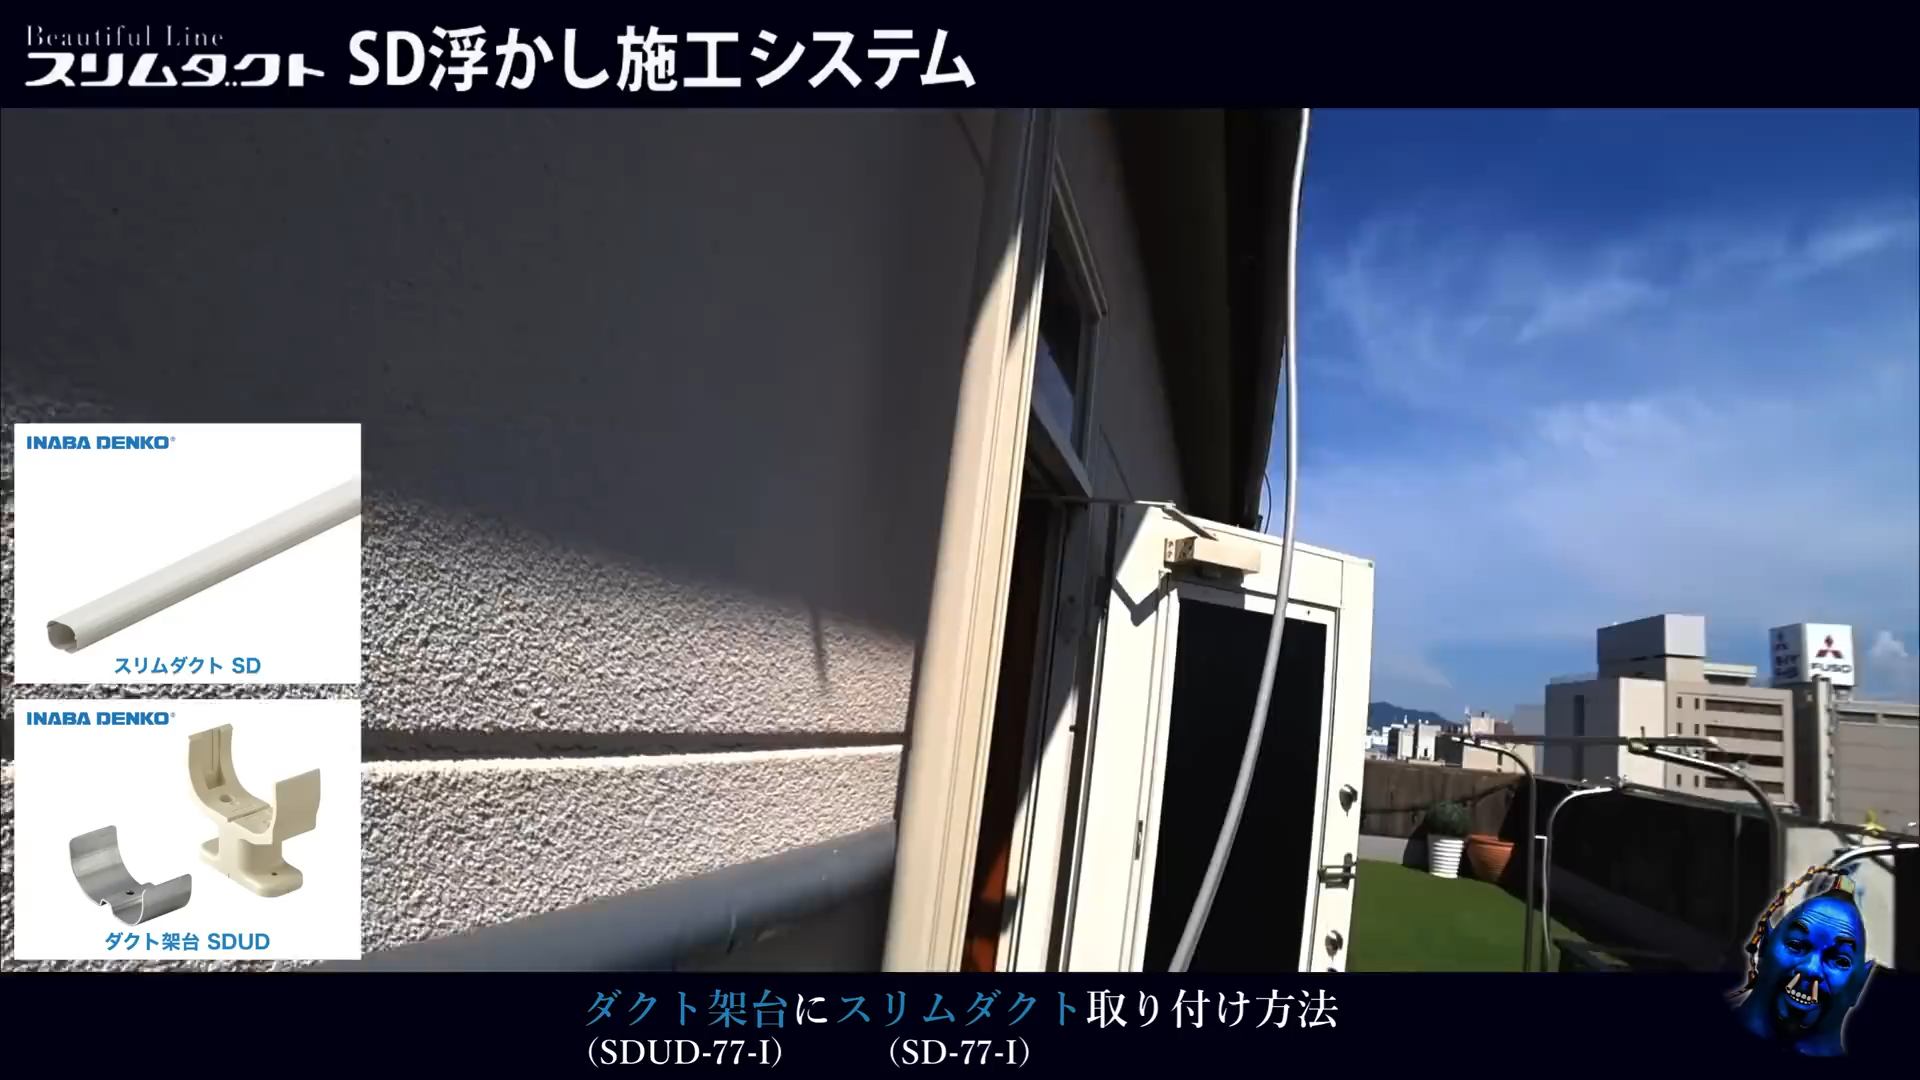 Beautiful Line
スリムダクト SD浮かし施工システム
INABA DENKO
スリムダクト SD
INABA DENKO
ダクト架台 SDUD
FUSO
ダクト架台にスリムダクト取り付け方法
(SDUD-77-I) (SD-77-I)